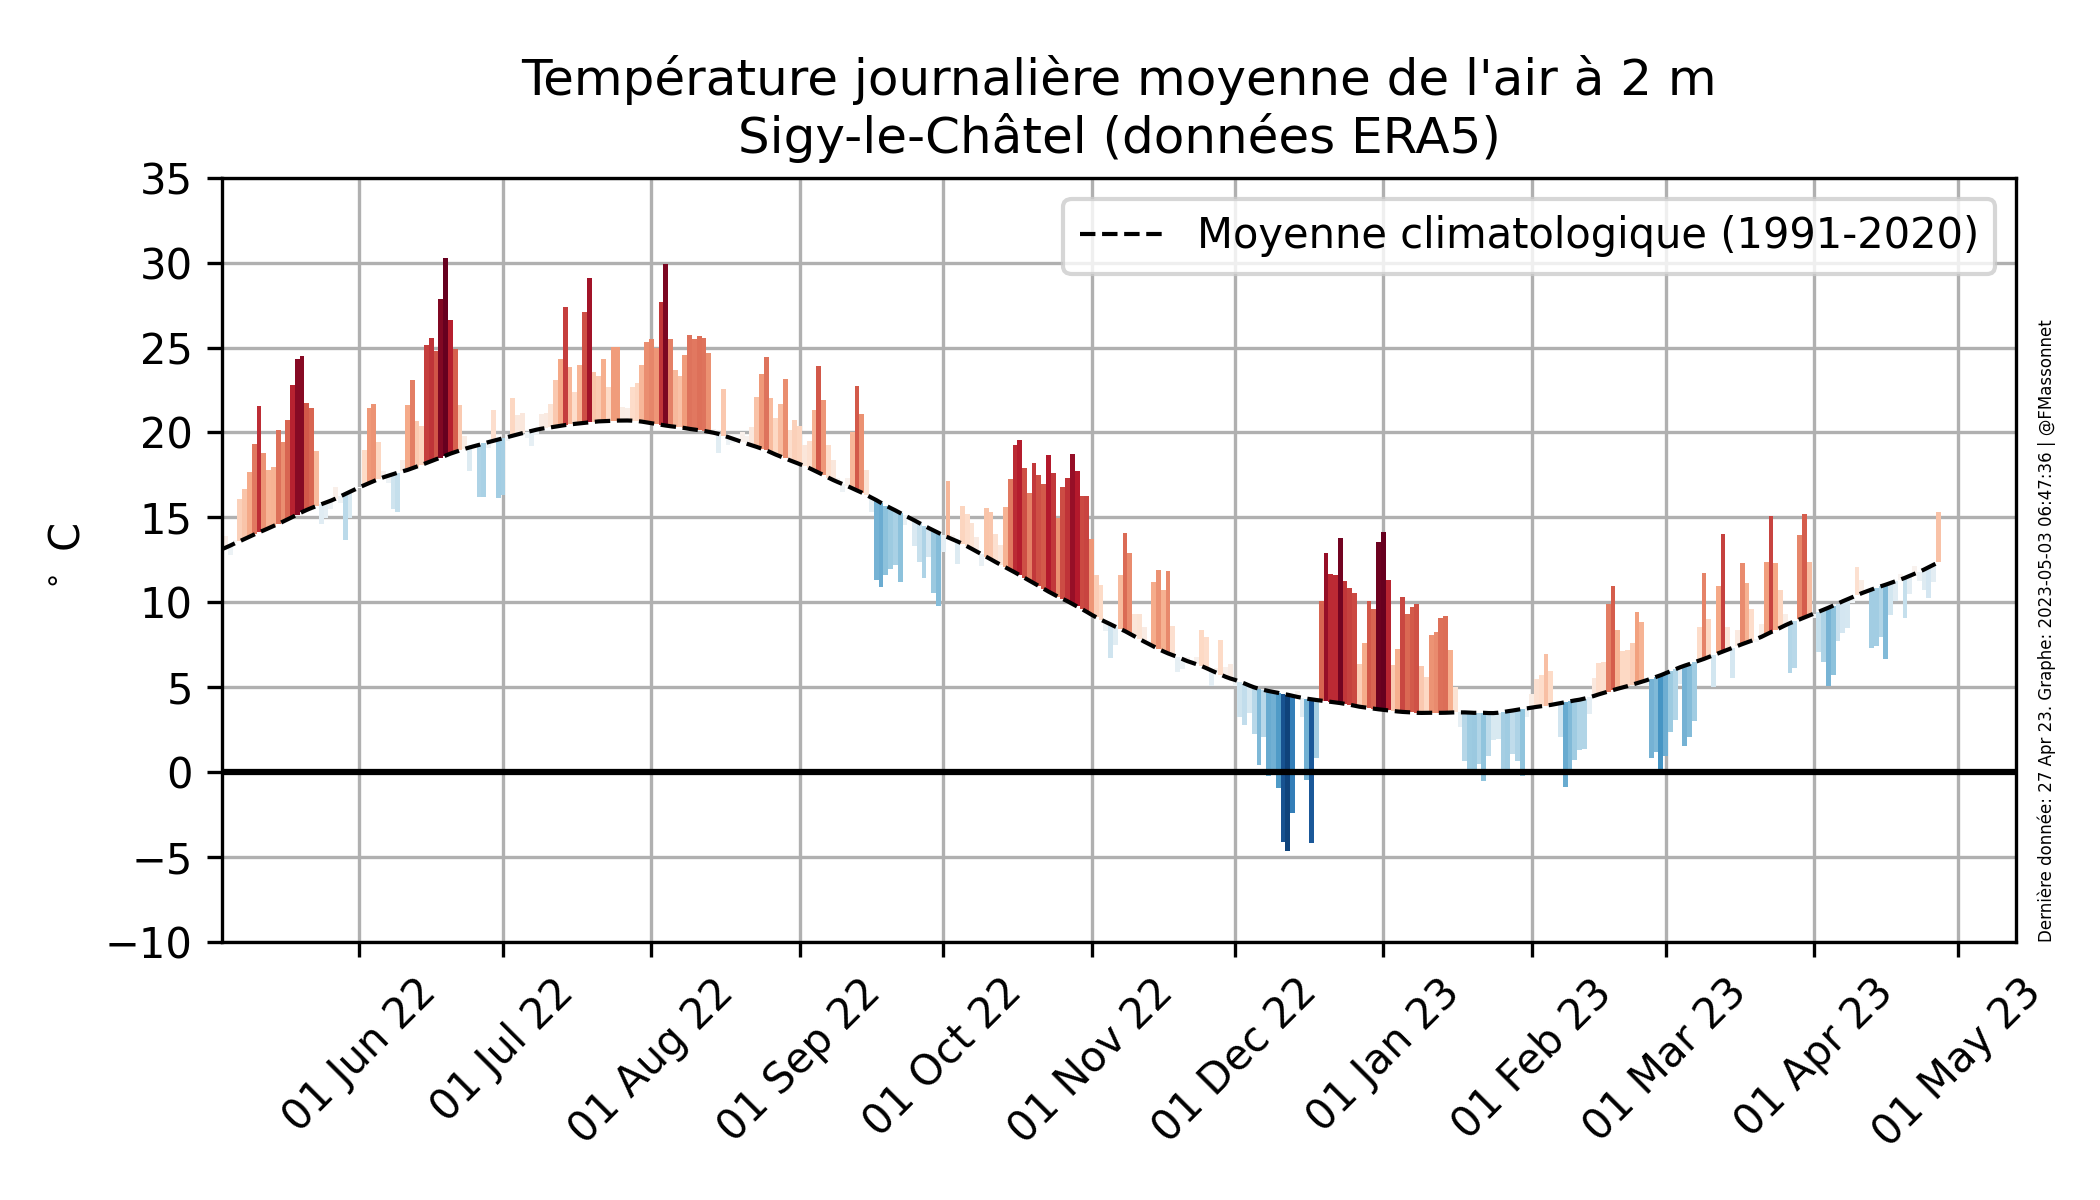 Température journalière moyenne de l'air à 2 m
Sigy-le-Châtel (données ERA5)
Moyenne climatologique (1991-2020)
° C
35
30
25
20
15
10
5
0
−5
−10
01 Jun 22
01 Jul 22
01 Aug 22
01 Sep 22
01 Oct 22
01 Nov 22
01 Dec 22
01 Jan 23
01 Feb 23
01 Mar 23
01 Apr 23
01 May 23
Dernière donnée: 27 Apr 23. Graphe: 2023-05-03 06:47:36 | @FMassonnet